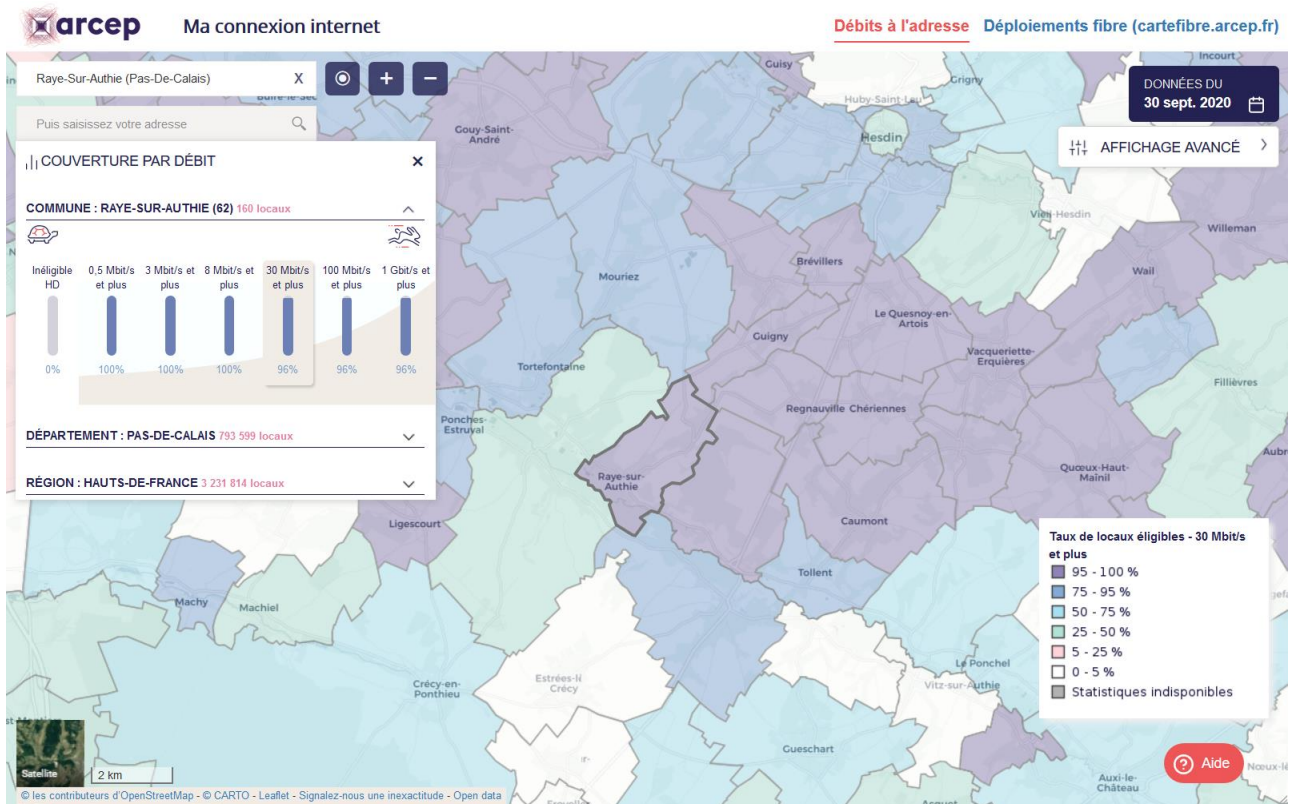 arcep
Ma connexion internet
Débits à l'adresse
Déploiements fibre (cartefibre.arcep.fr)
Raye-Sur-Authie (Pas-De-Calais) X
+
−
Puis saisissez votre adresse
COUVERTURE PAR DÉBIT
COMMUNE : RAYE-SUR-AUTHIE (62) 160 locaux
Inéligible HD
0,5 Mbit/s et plus
3 Mbit/s et plus
8 Mbit/s et plus
30 Mbit/s et plus
100 Mbit/s et plus
1 Gbit/s et plus
0% 100% 100% 100% 96% 96% 96%
DÉPARTEMENT : PAS-DE-CALAIS 793 599 locaux
RÉGION : HAUTS-DE-FRANCE 3 231 814 locaux
DONNÉES DU
30 sept. 2020
AFFICHAGE AVANCÉ
Guisy
Incourt
Grigny
Huby-Saint-Leu
Gouy-Saint-
André
Hesdin
Vieil-Hesdin
Willeman
Brévillers
Wail
Mouriez
Le Quesnoy-en-
Artois
Guigny
Vacqueriette-
Erquières
Tortefontaine
Fillièvres
Regnauville Chériennes
Ponches-
Estruval
Raye-sur-
Authie
Quœux-Haut-
Maînil
Ligescourt
Caumont
Tollent
Machy
Machiel
Le Ponchel
Estrées-lès
Crécy
Vitz-sur-Authie
Crécy-en-
Ponthieu
Gueschart
Auxi-le-
Château
Taux de locaux éligibles - 30 Mbit/s
et plus
95 - 100 %
75 - 95 %
50 - 75 %
25 - 50 %
5 - 25 %
0 - 5 %
Statistiques indisponibles
Satellite
2 km
Aide
© les contributeurs d'OpenStreetMap - © CARTO - Leaflet - Signalez-nous une inexactitude - Open data